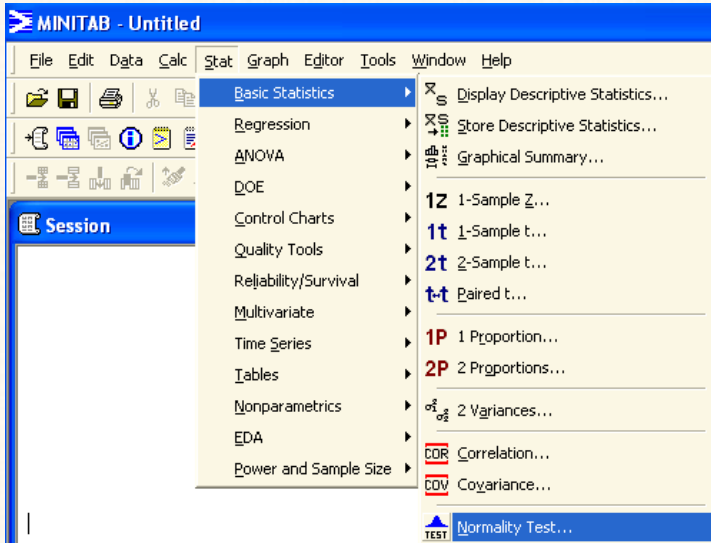 MINITAB - Untitled
File Edit Data Calc Stat Graph Editor Tools Window Help
Basic Statistics
Regression
ANOVA
DOE
Control Charts
Quality Tools
Reliability/Survival
Multivariate
Time Series
Tables
Nonparametrics
EDA
Power and Sample Size
Session
Display Descriptive Statistics...
Store Descriptive Statistics...
Graphical Summary...
1Z 1-Sample Z...
1t 1-Sample t...
2t 2-Sample t...
t-t Paired t...
1P 1 Proportion...
2P 2 Proportions...
2 Variances...
COR Correlation...
COV Covariance...
TEST Normality Test...